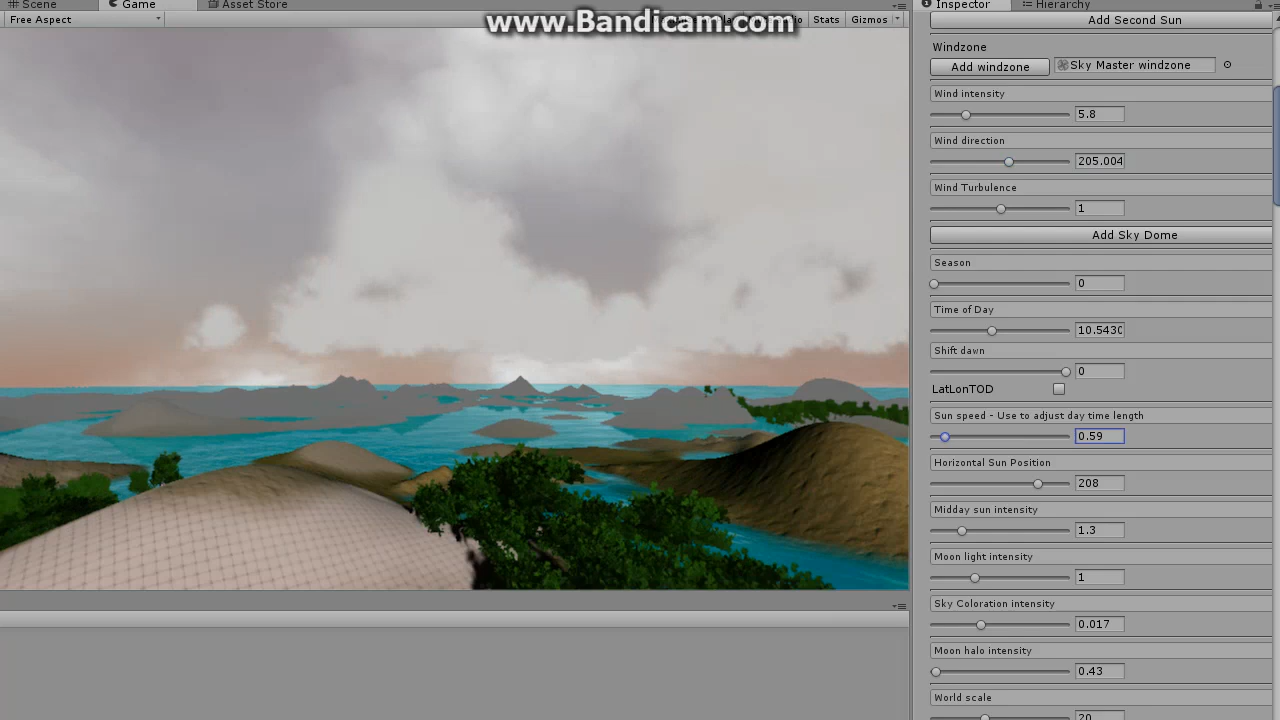 Scene
Game
Asset Store
Free Aspect
www.Bandicam.com
Stats
Gizmos
Inspector
Hierarchy
Add Second Sun
Windzone
Add windzone
Sky Master windzone
Wind intensity
5.8
Wind direction
205.004
Wind Turbulence
1
Add Sky Dome
Season
0
Time of Day
10.5430
Shift dawn
0
LatLonTOD
Sun speed - Use to adjust day time length
0.59
Horizontal Sun Position
208
Midday sun intensity
1.3
Moon light intensity
1
Sky Coloration intensity
0.017
Moon halo intensity
0.43
World scale
20